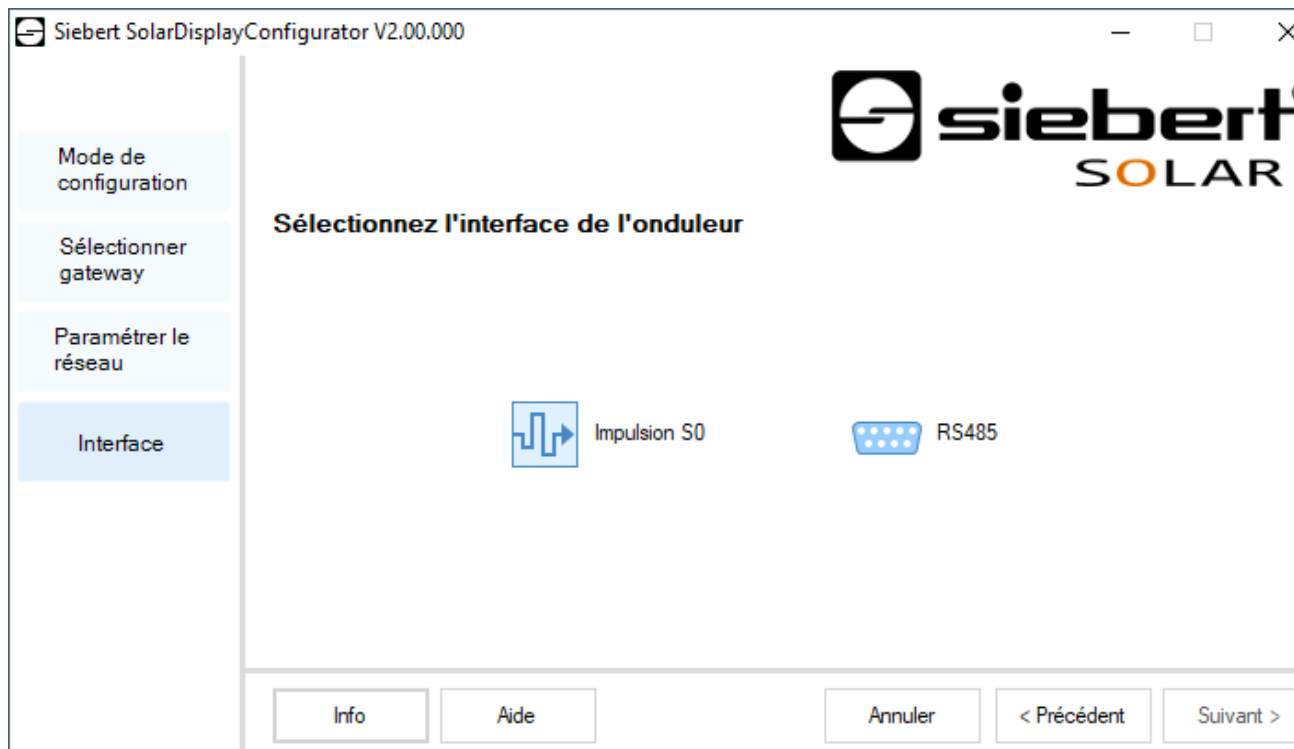 Siebert SolarDisplayConfigurator V2.00.000
siebert
SOLAR
Mode de
configuration
Sélectionner
gateway
Paramétrer le
réseau
Interface
Sélectionnez l'interface de l'onduleur
Impulsion S0
RS485
Info
Aide
Annuler
< Précédent
Suivant >